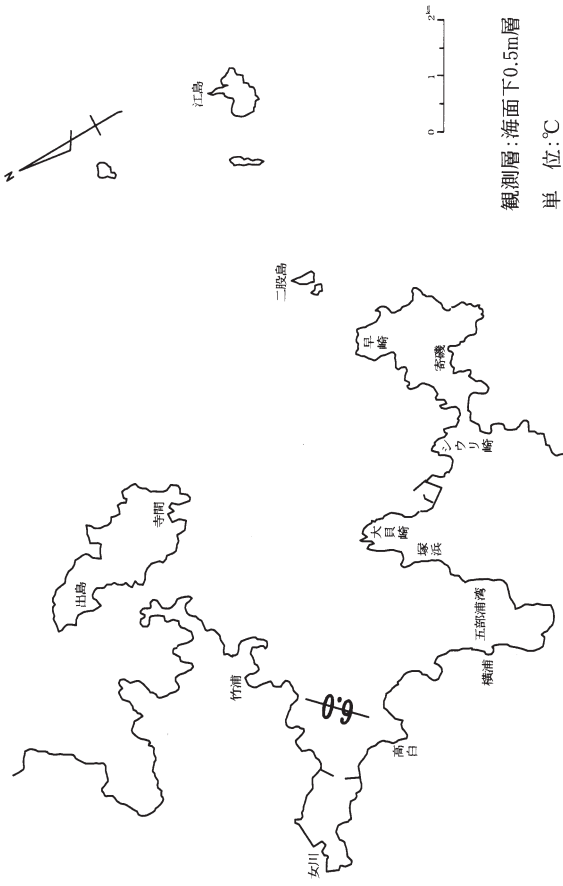 N
出島
寺間
江島
竹浦
二股島
女川
6.0
早崎
大貝崎
高白
塚浜
寄磯
シウリ崎
0 1 2km
五部浦湾
横浦
観測層:海面下0.5m層
単 位:℃